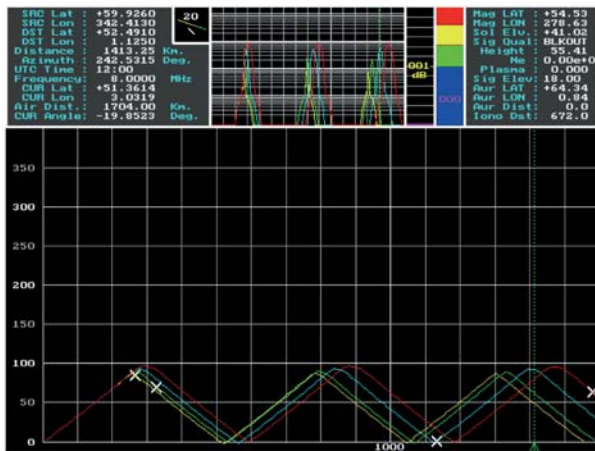 SRC Lat : +59.9260
SRC Lon : 342.4130
DST Lat : +52.4910
DST Lon : 1.1250
Distance : 1413.25 Km.
Azimuth : 242.5315 Deg.
UTC Time : 12:00
Frequency: 8.0000 MHz
CUR Lat : +51.3614
CUR Lon : 3.0319
Air Dist.: 1704.00 Km.
CUR Angle: -19.8523 Deg.
20
001-
dB
000
Mag LAT : +54.53
Mag LON : 278.63
Sol Elv.: +41.02
Sig Qual: BLKOUT
Height : 55.41
Ne : 0.00e+0
Plasma : 0.000
Sig Elev: 18.00
Aur LAT : +64.34
Aur LON : 0.84
Aur Dist: 0.0
Iono Dst: 672.0
350
300
250
200
150
100
50
0
1000